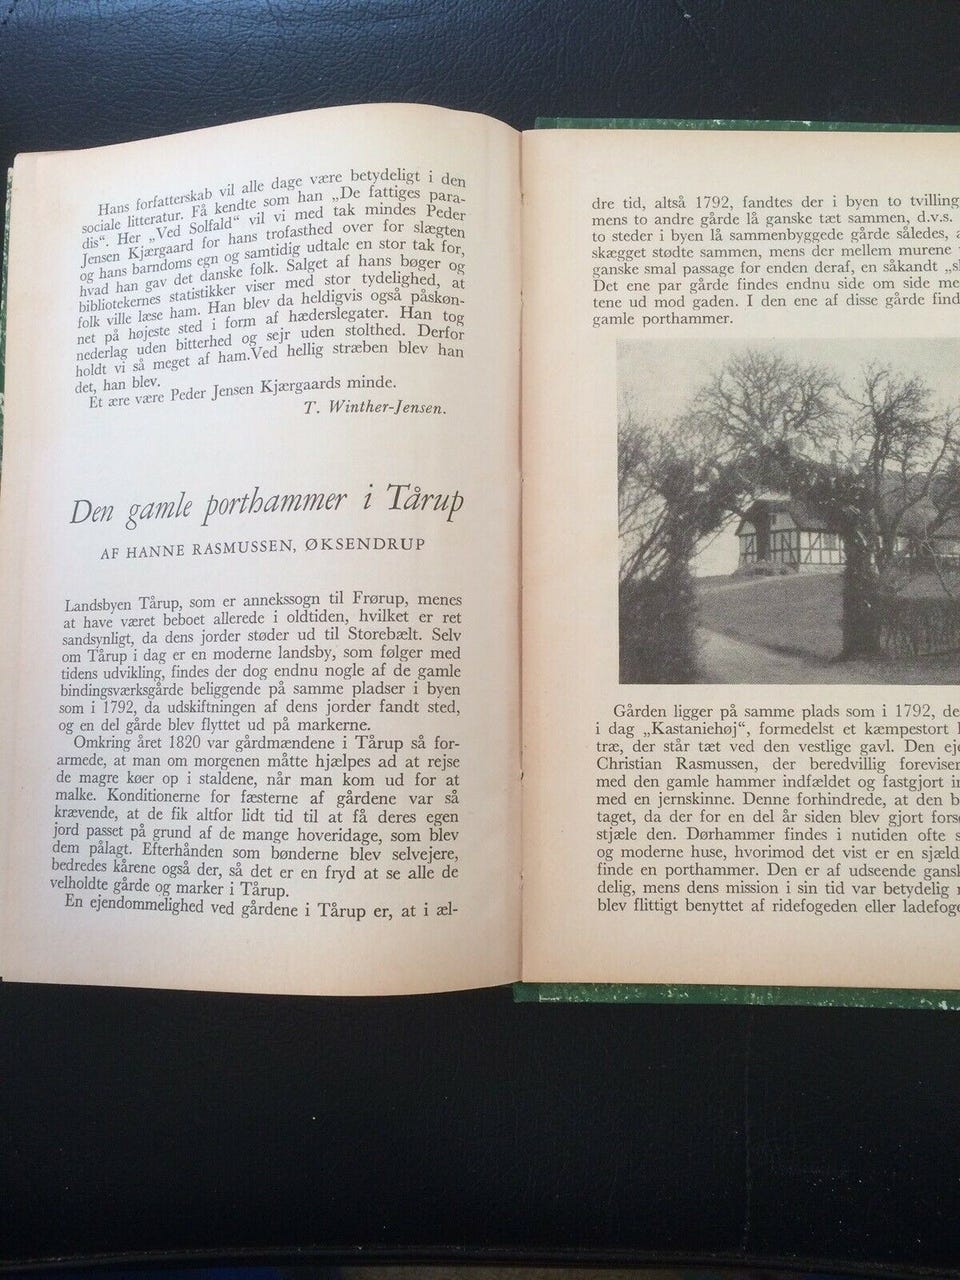 Hans forfatterskab vil alle dage være betydeligt i den
sociale litteratur. Få kendte som han „De fattiges para-
dis“. Her „Ved Solfald“ vil vi med tak mindes Peder
Jensen Kjærgaard for hans trofasthed over for slægten
og hans barndoms egn og samtidig udtale en stor tak for,
hvad han gav det danske folk. Salget af hans bøger og
bibliotekernes statistikker viser med stor tydelighed, at
folk ville læse ham. Han blev da heldigvis også påskøn-
net på højeste sted i form af hæderslegater. Han tog
nederlag uden bitterhed og sejr uden stolthed. Derfor
holdt vi så meget af ham.Ved hellig stræben blev han
det, han blev.
Et ære være Peder Jensen Kjærgaards minde.
T. Winther-Jensen.
Den gamle porthammer i Tårup
AF HANNE RASMUSSEN, ØKSENDRUP
Landsbyen Tårup, som er annekssogn til Frørup, menes
at have været beboet allerede i oldtiden, hvilket er ret
sandsynligt, da dens jorder støder ud til Storebælt. Selv
om Tårup i dag er en moderne landsby, som følger med
tidens udvikling, findes der dog endnu nogle af de gamle
bindingsværksgårde beliggende på samme pladser i byen
som i 1792, da udskiftningen af dens jorder fandt sted,
og en del gårde blev flyttet ud på markerne.
Omkring året 1820 var gårdmændene i Tårup så for-
armede, at man om morgenen måtte hjælpes ad at rejse
de magre køer op i staldene, når man kom ud for at
malke. Konditionerne for fæsterne af gårdene var så
krævende, at de fik altfor lidt tid til at få deres egen
jord passet på grund af de mange hoveridage, som blev
dem pålagt. Efterhånden som bønderne blev selvejere,
bedredes kårene også der, så det er en fryd at se alle de
velholdte gårde og marker i Tårup.
En ejendommelighed ved gårdene i Tårup er, at i æl-
dre tid, altså 1792, fandtes der i byen to tvilling
mens to andre gårde lå ganske tæt sammen, d.v.s.
to steder i byen lå sammenbyggede gårde således, a
skægget stødte sammen, mens der mellem murene
ganske smal passage for enden deraf, en såkandt „sl
Det ene par gårde findes endnu side om side me
tene ud mod gaden. I den ene af disse gårde find
gamle porthammer.
Gården ligger på samme plads som i 1792, de
i dag „Kastaniehøj“, formedelst et kæmpestort
træ, der står tæt ved den vestlige gavl. Den eje
Christian Rasmussen, der beredvillig foreviser
med den gamle hammer indfældet og fastgjort in
med en jernskinne. Denne forhindrede, at den b
taget, da der for en del år siden blev gjort forsø
stjæle den. Dørhammer findes i nutiden ofte s
og moderne huse, hvorimod det vist er en sjæld
finde en porthammer. Den er af udseende gansk
delig, mens dens mission i sin tid var betydelig
blev flittigt benyttet af ridefogeden eller ladefoge